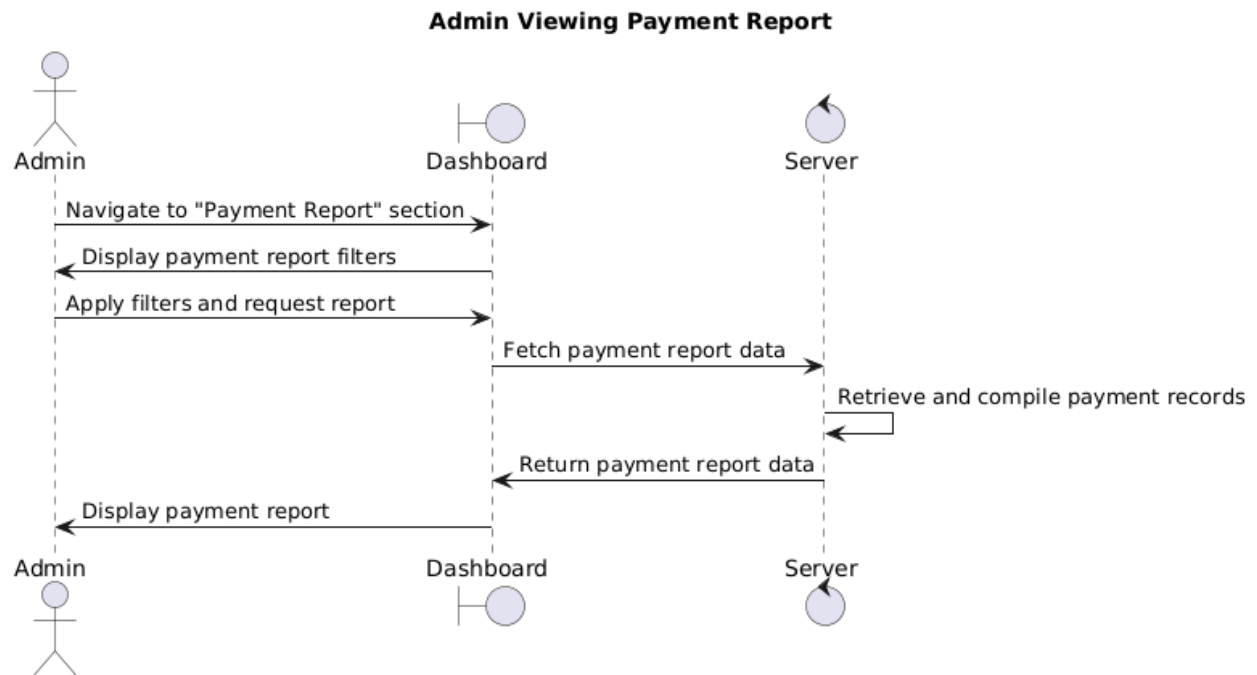 Admin Viewing Payment Report
Admin
Dashboard
Server
Navigate to "Payment Report" section
Display payment report filters
Apply filters and request report
Fetch payment report data
Retrieve and compile payment records
Return payment report data
Display payment report
Admin
Dashboard
Server